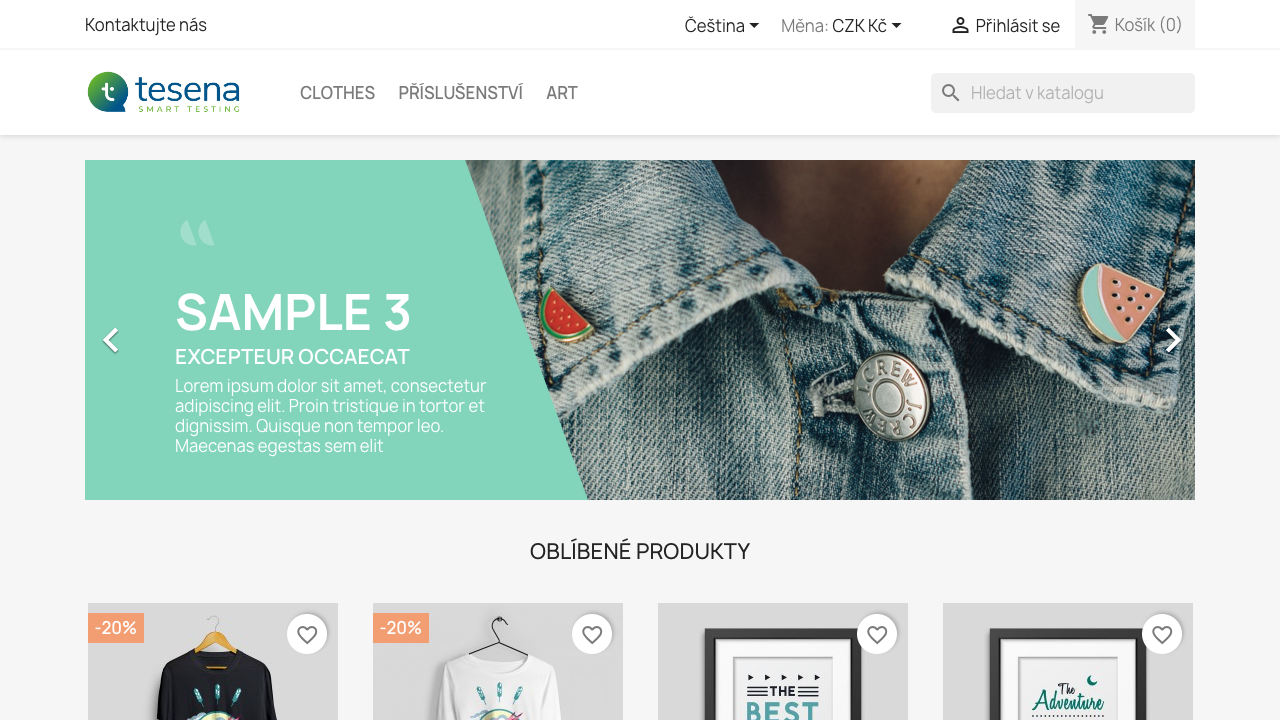 Kontaktujte nás
Čeština
Měna: CZK Kč
Přihlásit se
Košík (0)
tesena
SMART TESTING
CLOTHES
PŘÍSLUŠENSTVÍ
ART
Hledat v katalogu
SAMPLE 3
EXCEPTEUR OCCAECAT
Lorem ipsum dolor sit amet, consectetur
adipiscing elit. Proin tristique in tortor et
dignissim. Quisque non tempor leo.
Maecenas egestas sem elit
J.CREW J.CREW
OBLÍBENÉ PRODUKTY
-20%
-20%
THE
BEST
The
Adventure